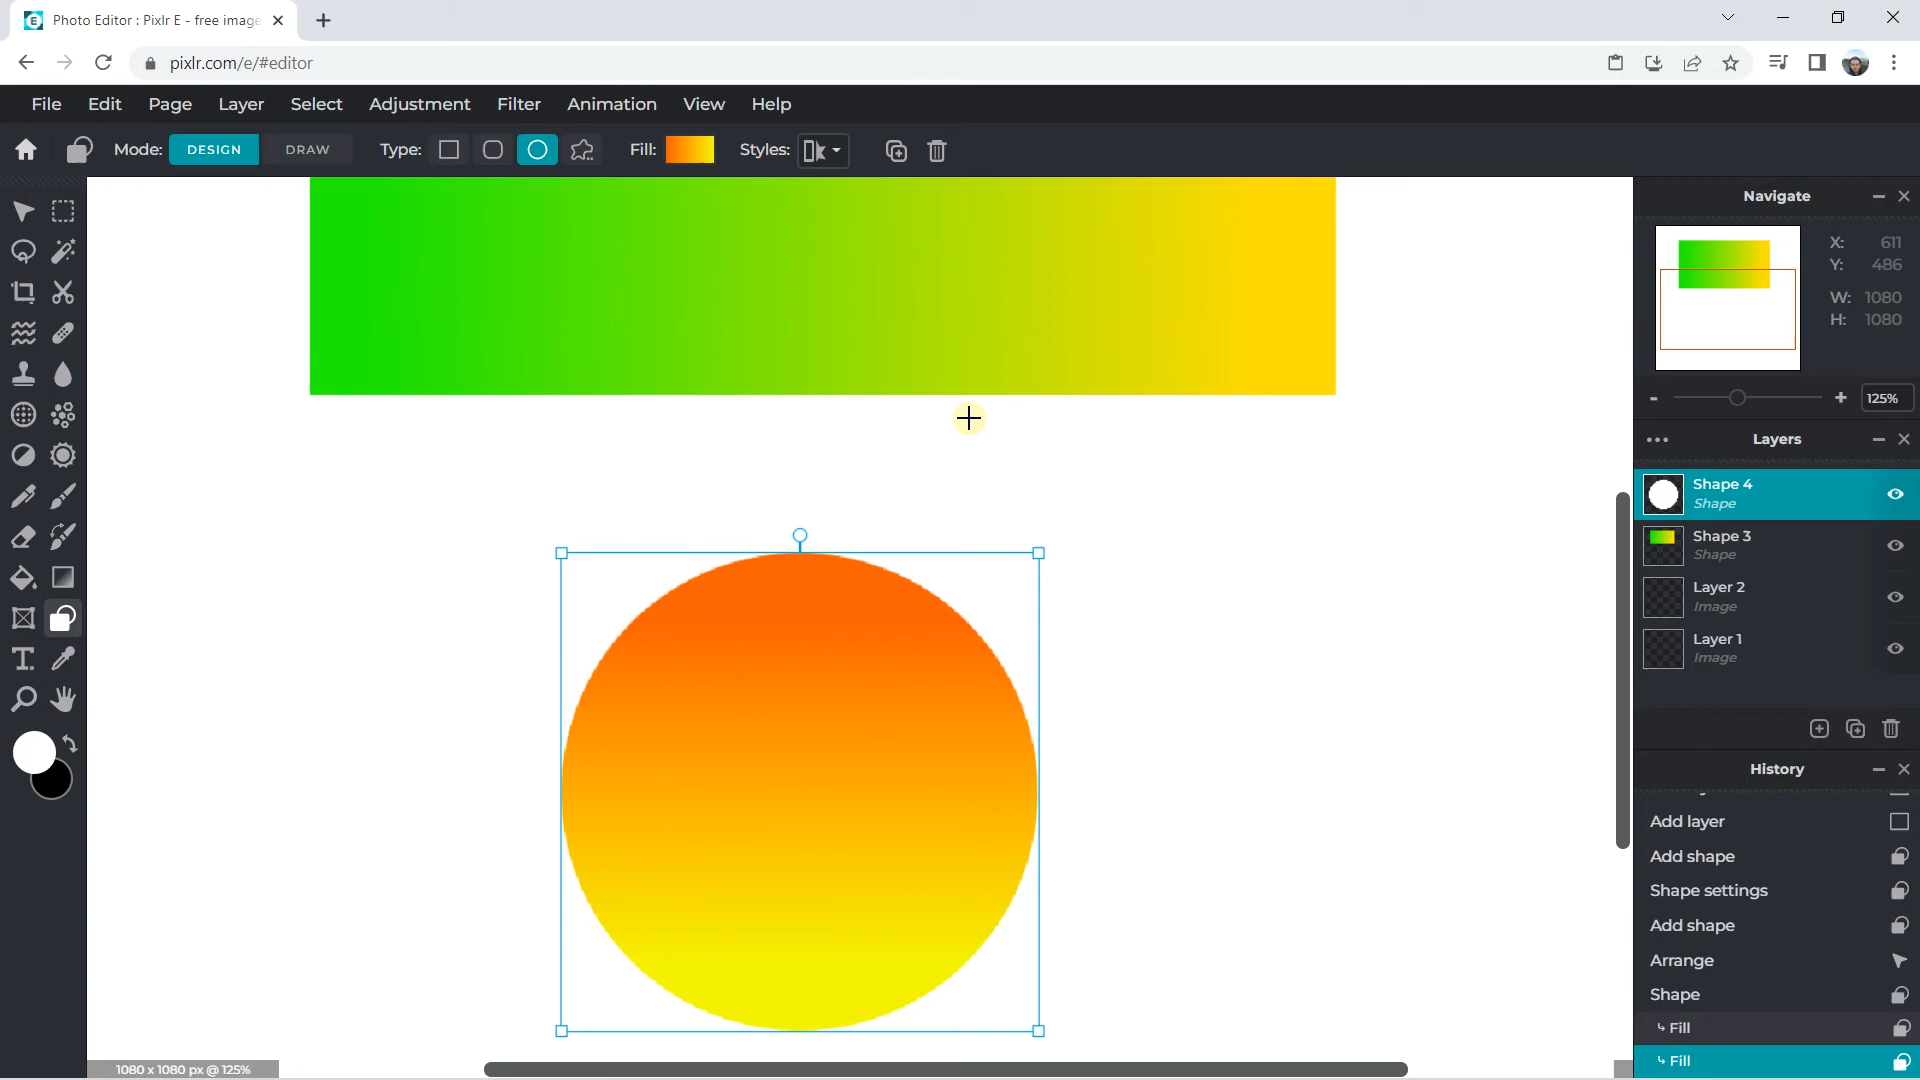 Photo Editor : Pixlr E - free image
pixlr.com/e/#editor
File Edit Page Layer Select Adjustment Filter Animation View Help
Mode: DESIGN DRAW Type: Fill: Styles:
Navigate
X: 611
Y: 486
W: 1080
H: 1080
- + 125%
Layers
Shape 4
Shape
Shape 3
Shape
Layer 2
Image
Layer 1
Image
History
Add layer
Add shape
Shape settings
Add shape
Arrange
Shape
Fill
Fill
1080 x 1080 px @ 125%